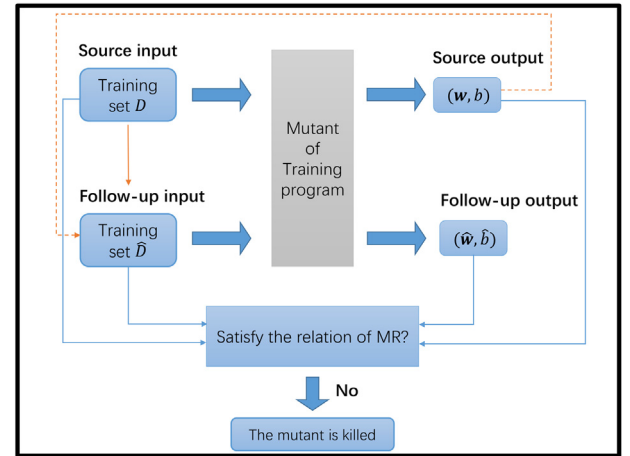 Source input
Training
set D
Source output
(w, b)
Mutant
of
Training
program
Follow-up input
Training
set D̂
Follow-up output
(ŵ, b̂)
Satisfy the relation of MR?
No
The mutant is killed